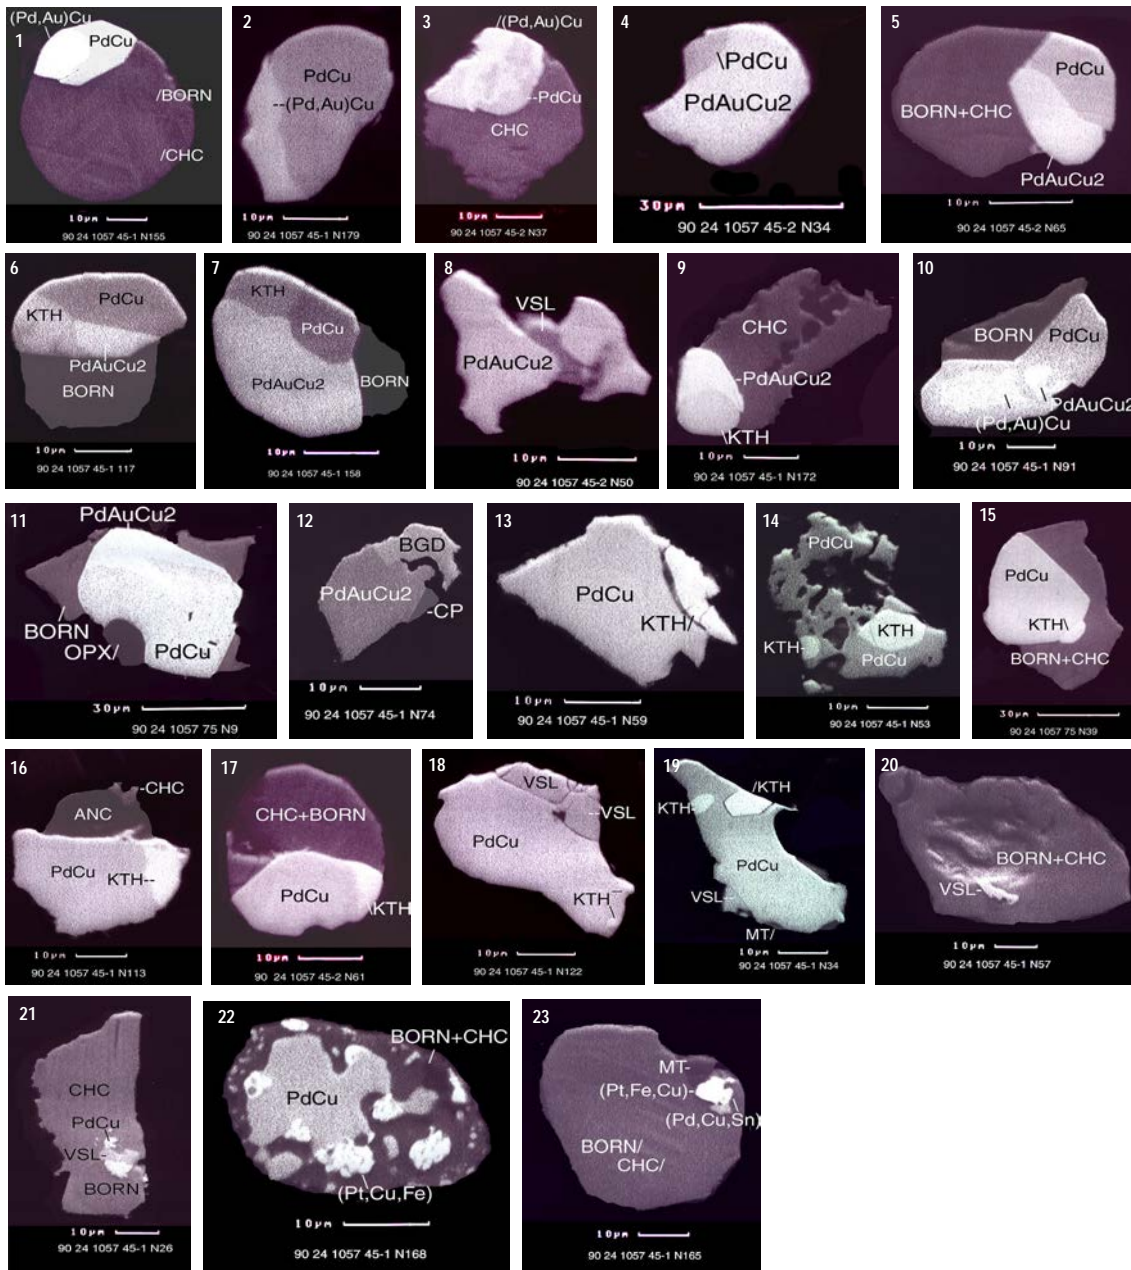 1
(Pd,Au)Cu
PdCu
/BORN
/CHC
10µm
90 24 1057 45-1 N155
2
PdCu
--(Pd,Au)Cu
10µm
90 24 1057 45-1 N179
3
/(Pd,Au)Cu
--PdCu
CHC
10µm
90 24 1057 45-2 N37
4
\PdCu
PdAuCu2
30µm
90 24 1057 45-2 N34
5
PdCu
BORN+CHC
PdAuCu2
10µm
90 24 1057 45-2 N65
6
PdCu
KTH
PdAuCu2
BORN
10µm
90 24 1057 45-1 117
7
KTH
PdCu
PdAuCu2
BORN
10µm
90 24 1057 45-1 158
8
VSL
PdAuCu2
10µm
90 24 1057 45-2 N50
9
CHC
-PdAuCu2
\KTH
10µm
90 24 1057 45-1 N172
10
BORN
PdCu
PdAuCu2
(Pd,Au)Cu
10µm
90 24 1057 45-1 N91
11
PdAuCu2
BORN
OPX/
PdCu~
30µm
90 24 1057 75 N9
12
BGD
PdAuCu2
-CP
10µm
90 24 1057 45-1 N74
13
PdCu
KTH/
10µm
90 24 1057 45-1 N59
14
PdCu
KTH
KTH-
PdCu
10µm
90 24 1057 45-1 N53
15
PdCu
KTH\
BORN+CHC
30µm
90 24 1057 75 N39
16
-CHC
ANC
PdCu
KTH--
10µm
90 24 1057 45-1 N113
17
CHC+BORN
PdCu
\KTH
10µm
90 24 1057 45-2 N61
18
VSL
--VSL
PdCu
KTH
10µm
90 24 1057 45-1 N122
19
/KTH
KTH-
PdCu
VSL--
MT/
10µm
90 24 1057 45-1 N34
20
BORN+CHC
VSL-
10µm
90 24 1057 45-1 N57
21
CHC
PdCu
VSL-
BORN
10µm
90 24 1057 45-1 N26
22
BORN+CHC
PdCu
(Pt,Cu,Fe)
10µm
90 24 1057 45-1 N168
23
MT-
(Pt,Fe,Cu)-
(Pd,Cu,Sn)
BORN/
CHC/
10µm
90 24 1057 45-1 N165